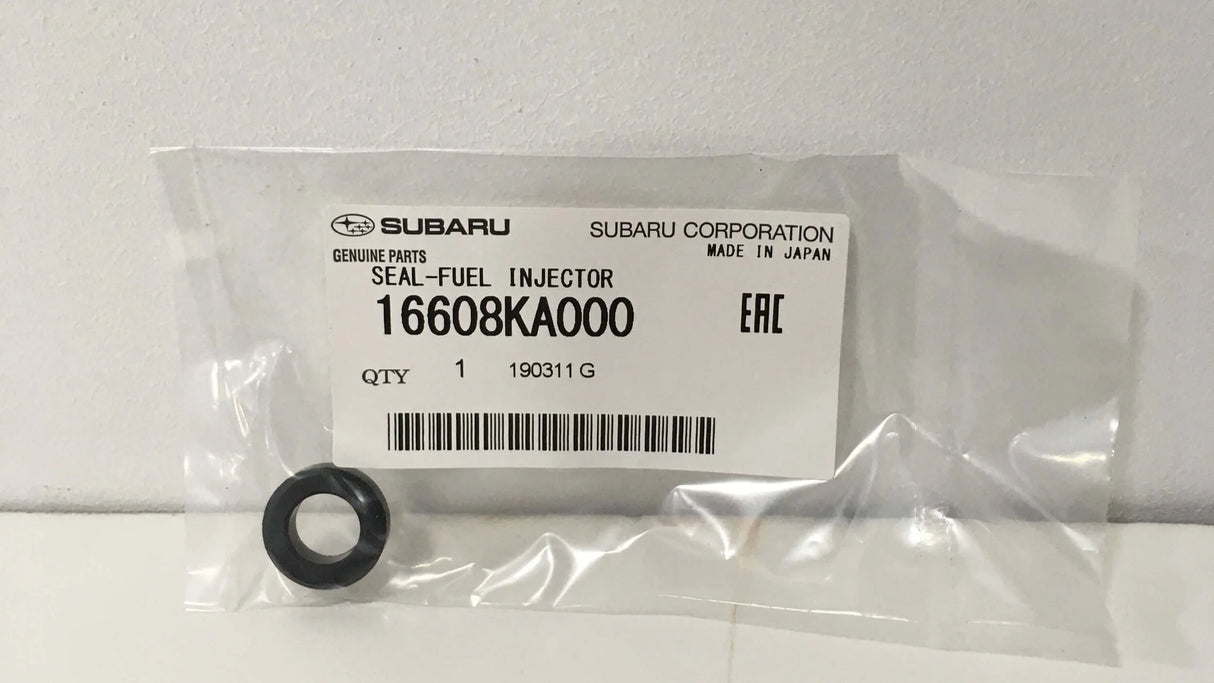 SUBARU
SUBARU CORPORATION
GENUINE PARTS
MADE IN JAPAN
SEAL-FUEL INJECTOR
16608KA000
EAC
QTY 1 190311 G